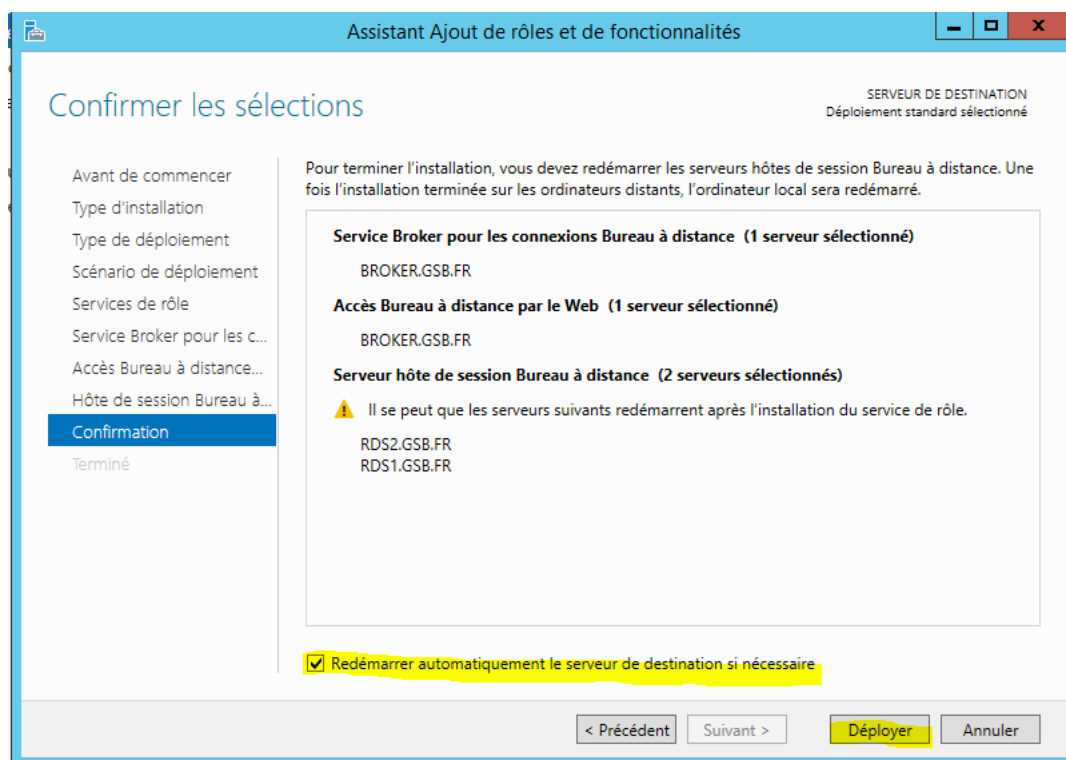 Assistant Ajout de rôles et de fonctionnalités
Confirmer les sélections
SERVEUR DE DESTINATION
Déploiement standard sélectionné
Avant de commencer
Type d'installation
Type de déploiement
Scénario de déploiement
Services de rôle
Service Broker pour les c...
Accès Bureau à distance...
Hôte de session Bureau à...
Confirmation
Terminé
Pour terminer l'installation, vous devez redémarrer les serveurs hôtes de session Bureau à distance. Une
fois l'installation terminée sur les ordinateurs distants, l'ordinateur local sera redémarré.
Service Broker pour les connexions Bureau à distance (1 serveur sélectionné)
BROKER.GSB.FR
Accès Bureau à distance par le Web (1 serveur sélectionné)
BROKER.GSB.FR
Serveur hôte de session Bureau à distance (2 serveurs sélectionnés)
Il se peut que les serveurs suivants redémarrent après l'installation du service de rôle.
RDS2.GSB.FR
RDS1.GSB.FR
Redémarrer automatiquement le serveur de destination si nécessaire
< Précédent
Suivant >
Déployer
Annuler